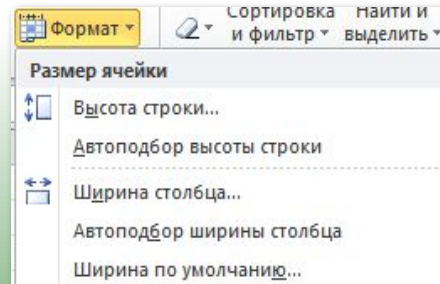 Формат
Сортировка и фильтр
Найти и выделить
Размер ячейки
Высота строки...
Автоподбор высоты строки
Ширина столбца...
Автоподбор ширины столбца
Ширина по умолчанию...